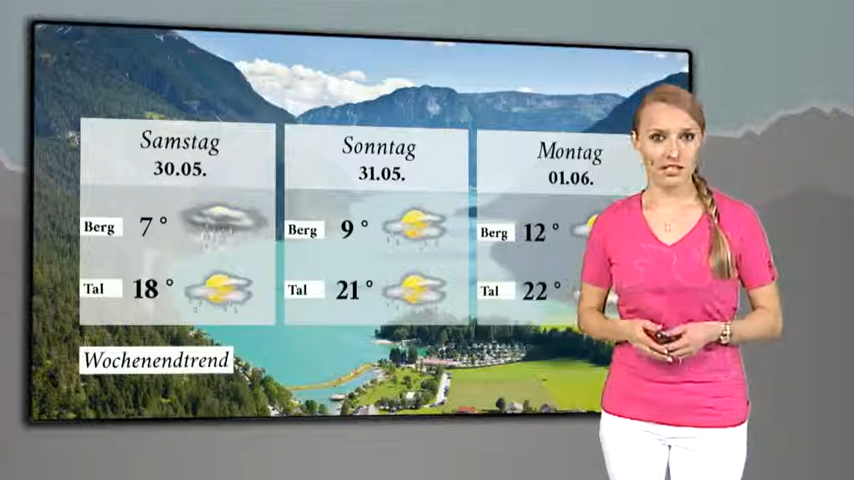 Samstag
30.05.
Berg 7°
Tal 18°
Sonntag
31.05.
Berg 9°
Tal 21°
Montag
01.06.
Berg 12°
Tal 22°
Wochenendtrend